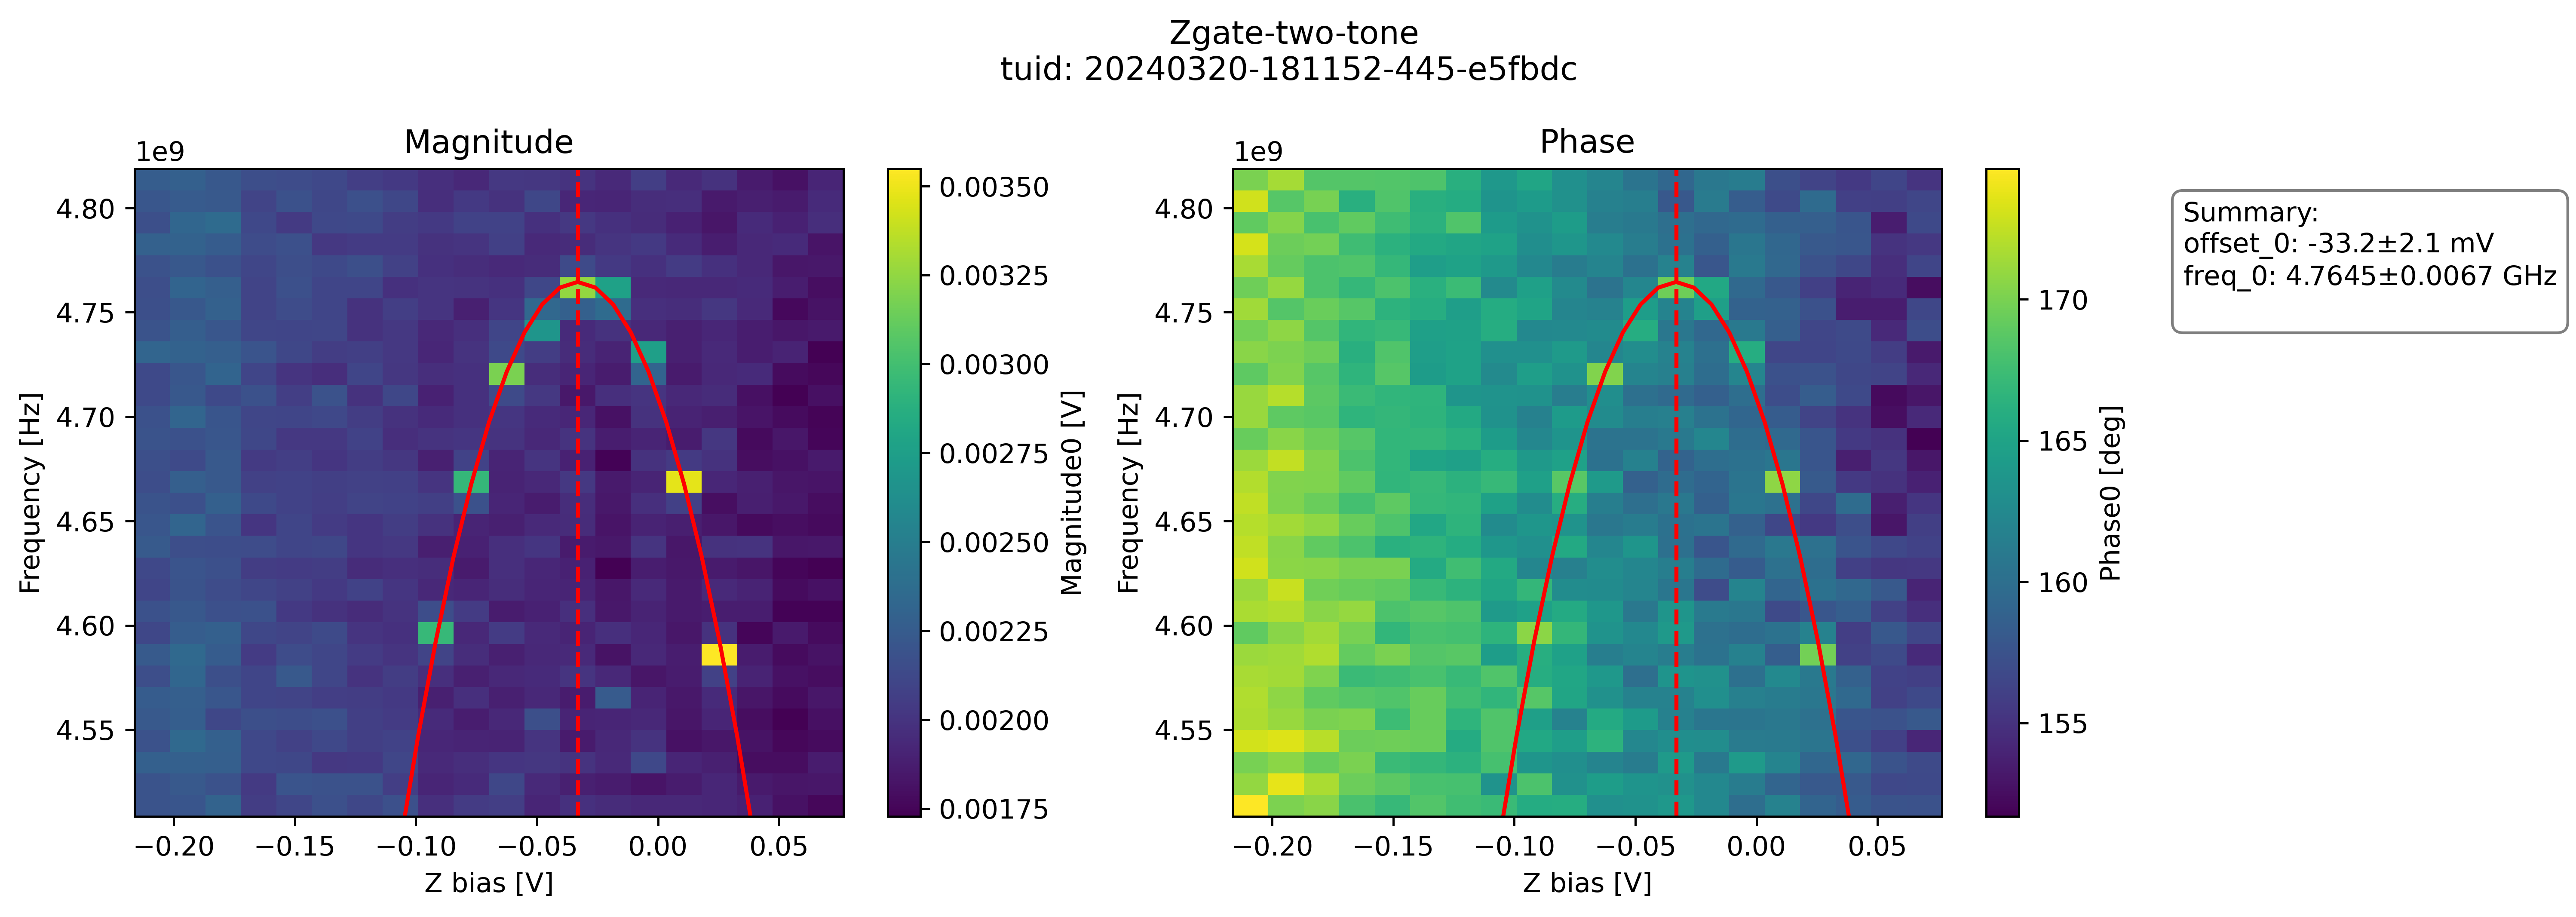 Zgate-two-tone
tuid: 20240320-181152-445-e5fbdc
Magnitude
1e9
4.80
4.75
4.70
4.65
4.60
4.55
Frequency [Hz]
−0.20 −0.15 −0.10 −0.05 0.00 0.05
Z bias [V]
0.00350
0.00325
0.00300
0.00275
0.00250
0.00225
0.00200
0.00175
Magnitude0 [V]
Phase
1e9
4.80
4.75
4.70
4.65
4.60
4.55
Frequency [Hz]
−0.20 −0.15 −0.10 −0.05 0.00 0.05
Z bias [V]
170
165
160
155
Phase0 [deg]
Summary:
offset_0: -33.2±2.1 mV
freq_0: 4.7645±0.0067 GHz